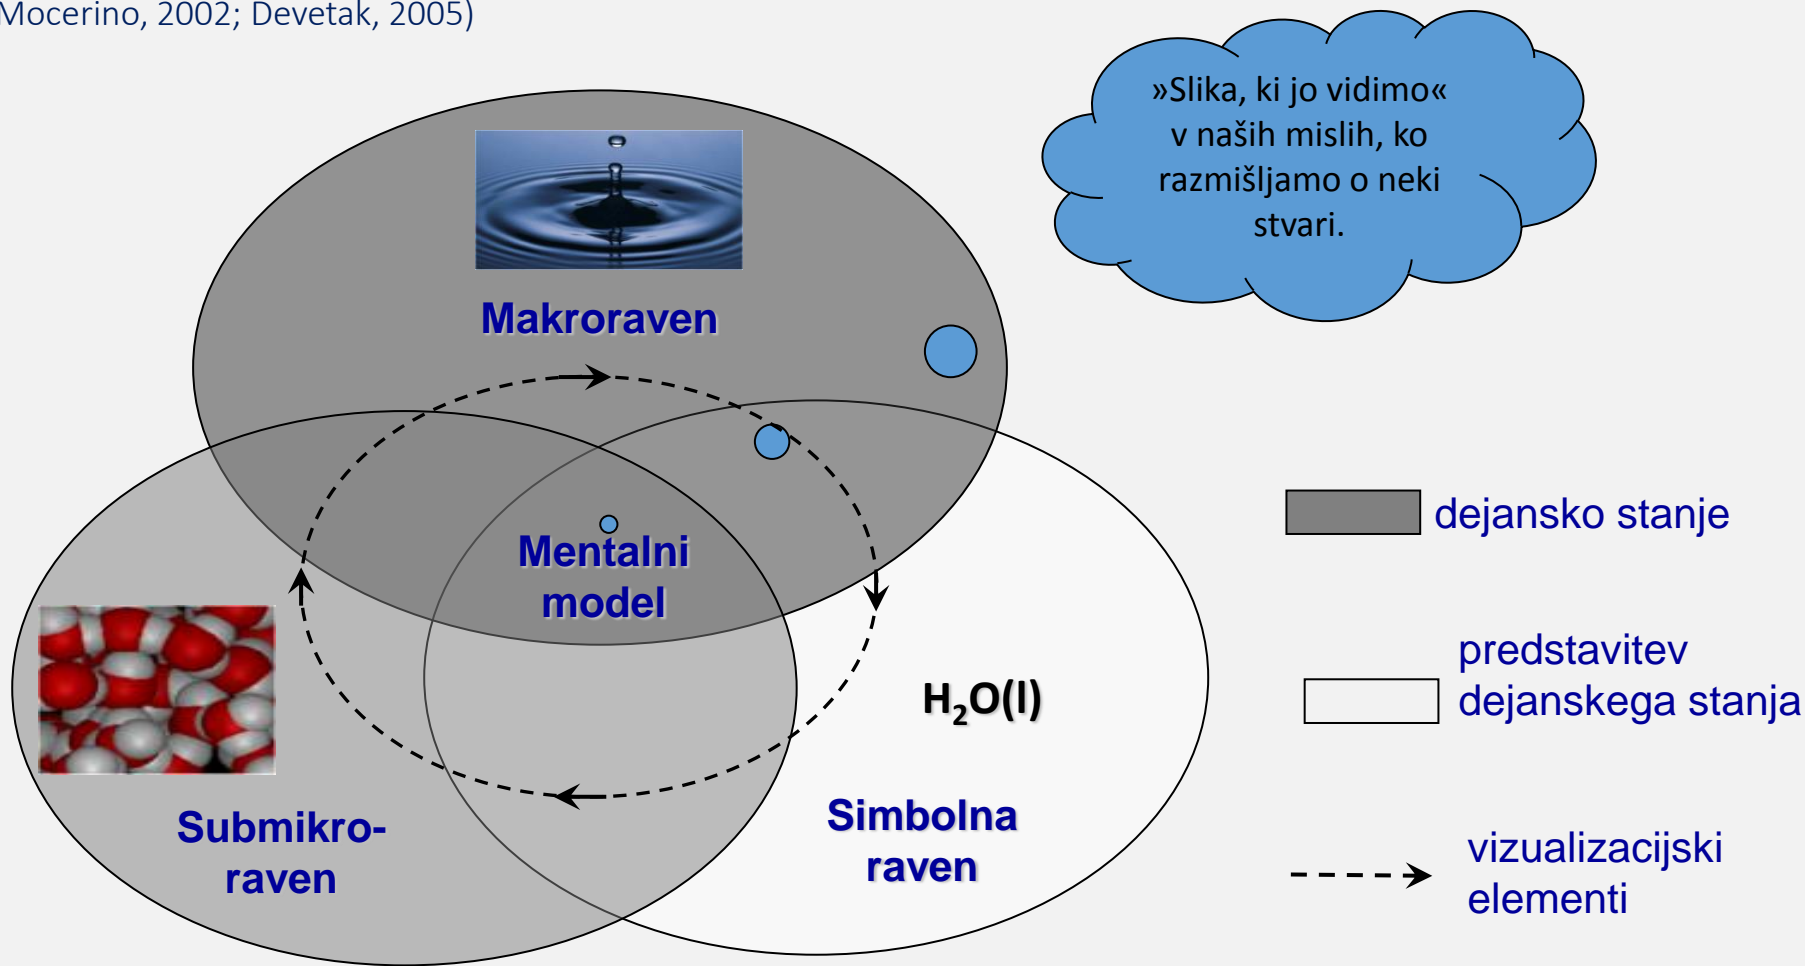 Mocerino, 2002; Devetak, 2005)
»Slika, ki jo vidimo«
v naših mislih, ko
razmišljamo o neki
stvari.
Makroraven
Mentalni
model
H₂O(l)
Submikro-
raven
Simbolna
raven
dejansko stanje
predstavitev
dejanskega stanja
vizualizacijski
elementi